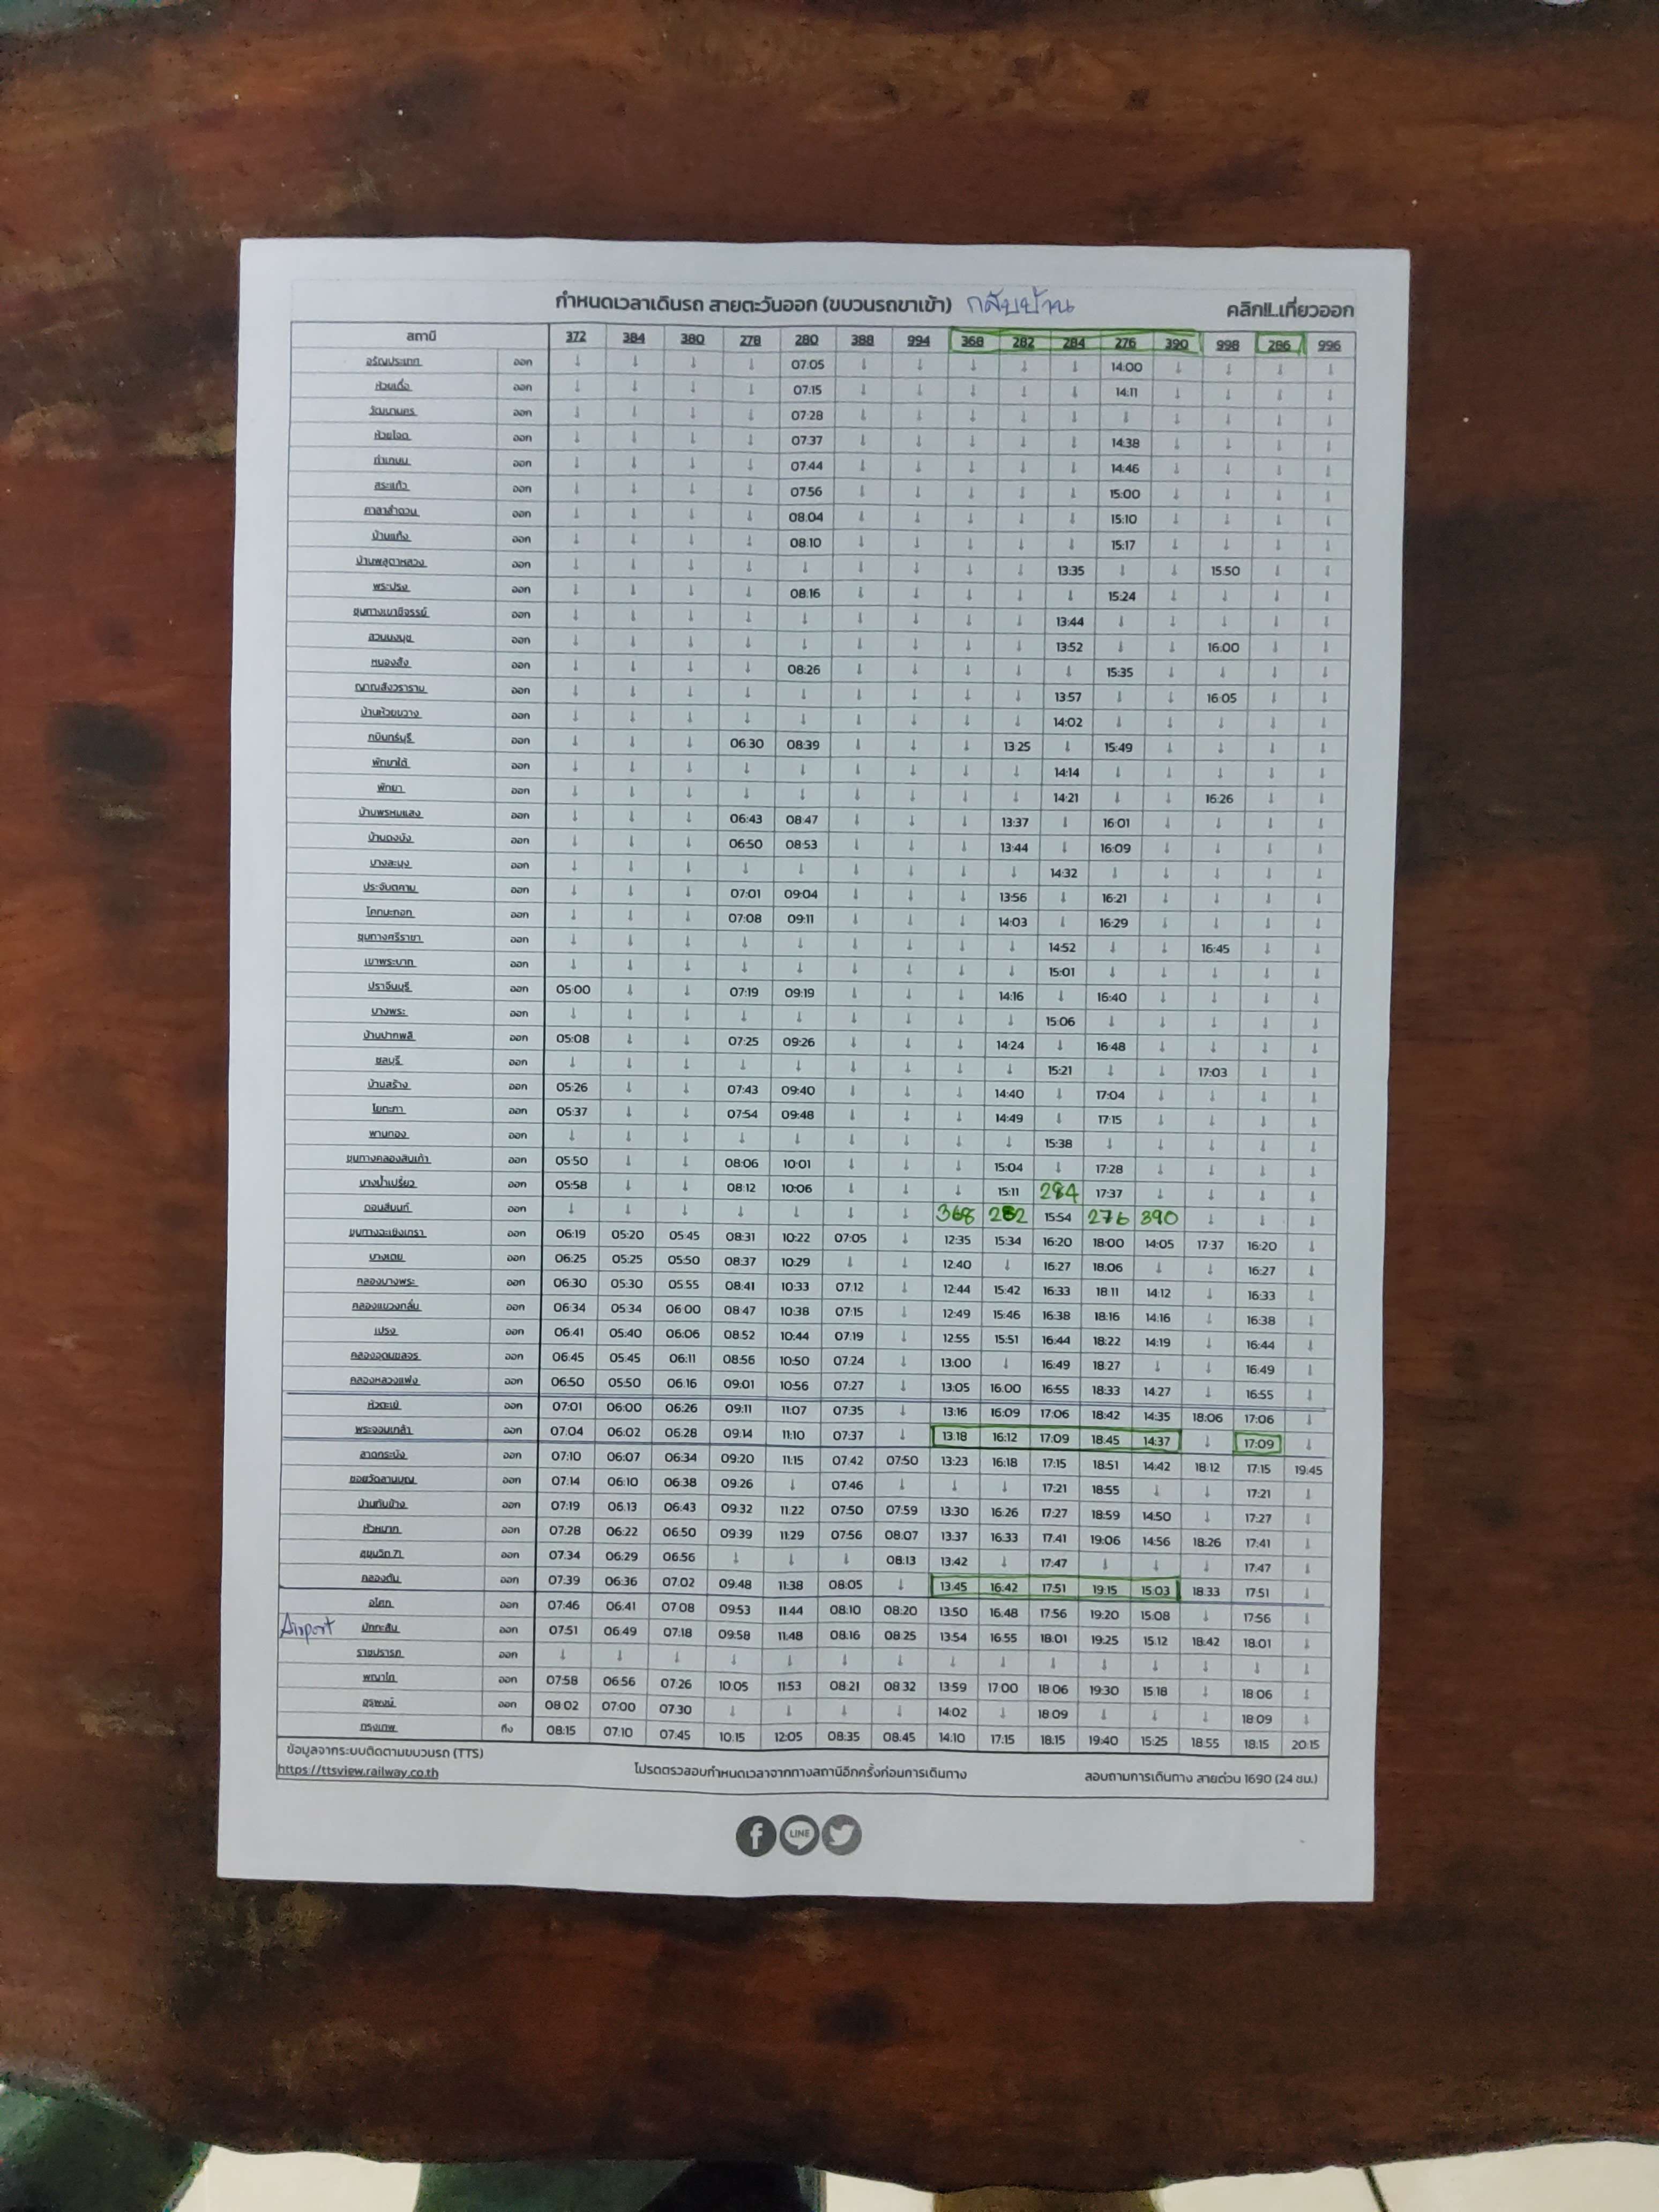 กำหนดเวลาเดินรถ สายตะวันออก (ขบวนรถขาเข้า) กลับบ้าน คลิก!!..เที่ยวออก
สถานี 372 384 380 278 280 388 994 368 282 284 276 390 998 286 996
อรัญประเทศ ออก ↓ ↓ ↓ ↓ 07:05 ↓ ↓ ↓ ↓ ↓ 14:00 ↓ ↓ ↓ ↓
ห้วยเดื่อ ออก ↓ ↓ ↓ ↓ 07:15 ↓ ↓ ↓ ↓ ↓ 14:11 ↓ ↓ ↓ ↓
วัฒนานคร ออก ↓ ↓ ↓ ↓ 07:28 ↓ ↓ ↓ ↓ ↓ ↓ ↓ ↓ ↓ ↓
ห้วยโจด ออก ↓ ↓ ↓ ↓ 07:37 ↓ ↓ ↓ ↓ ↓ 14:38 ↓ ↓ ↓ ↓
ท่าเกษม ออก ↓ ↓ ↓ ↓ 07:44 ↓ ↓ ↓ ↓ ↓ 14:46 ↓ ↓ ↓ ↓
สระแก้ว ออก ↓ ↓ ↓ ↓ 07:56 ↓ ↓ ↓ ↓ ↓ 15:00 ↓ ↓ ↓ ↓
ศาลาลำดวน ออก ↓ ↓ ↓ ↓ 08:04 ↓ ↓ ↓ ↓ ↓ 15:10 ↓ ↓ ↓ ↓
บ้านแก้ง ออก ↓ ↓ ↓ ↓ 08:10 ↓ ↓ ↓ ↓ ↓ 15:17 ↓ ↓ ↓ ↓
บ้านพลูตาหลวง ออก ↓ ↓ ↓ ↓ ↓ ↓ ↓ ↓ ↓ 13:35 ↓ ↓ 15:50 ↓ ↓
พระปรง ออก ↓ ↓ ↓ ↓ 08:16 ↓ ↓ ↓ ↓ ↓ 15:24 ↓ ↓ ↓ ↓
ชุมทางเขาชีจรรย์ ออก ↓ ↓ ↓ ↓ ↓ ↓ ↓ ↓ ↓ 13:44 ↓ ↓ ↓ ↓ ↓
สวนนงนุช ออก ↓ ↓ ↓ ↓ ↓ ↓ ↓ ↓ ↓ 13:52 ↓ ↓ 16:00 ↓ ↓
หนองสัง ออก ↓ ↓ ↓ ↓ 08:26 ↓ ↓ ↓ ↓ ↓ 15:35 ↓ ↓ ↓ ↓
ญาณสังวราราม ออก ↓ ↓ ↓ ↓ ↓ ↓ ↓ ↓ ↓ 13:57 ↓ ↓ 16:05 ↓ ↓
บ้านห้วยขวาง ออก ↓ ↓ ↓ ↓ ↓ ↓ ↓ ↓ ↓ 14:02 ↓ ↓ ↓ ↓ ↓
กบินทร์บุรี ออก ↓ ↓ ↓ 06:30 08:39 ↓ ↓ ↓ 13:25 ↓ 15:49 ↓ ↓ ↓ ↓
พัทยาใต้ ออก ↓ ↓ ↓ ↓ ↓ ↓ ↓ ↓ ↓ 14:14 ↓ ↓ ↓ ↓ ↓
พัทยา ออก ↓ ↓ ↓ ↓ ↓ ↓ ↓ ↓ ↓ 14:21 ↓ ↓ 16:26 ↓ ↓
บ้านพรหมแสง ออก ↓ ↓ ↓ 06:43 08:47 ↓ ↓ ↓ 13:37 ↓ 16:01 ↓ ↓ ↓ ↓
บ้านดงบัง ออก ↓ ↓ ↓ 06:50 08:53 ↓ ↓ ↓ 13:44 ↓ 16:09 ↓ ↓ ↓ ↓
บางละมุง ออก ↓ ↓ ↓ ↓ ↓ ↓ ↓ ↓ ↓ 14:32 ↓ ↓ ↓ ↓ ↓
ประจันตคาม ออก ↓ ↓ ↓ 07:01 09:04 ↓ ↓ ↓ 13:56 ↓ 16:21 ↓ ↓ ↓ ↓
โคกมะกอก ออก ↓ ↓ ↓ 07:08 09:11 ↓ ↓ ↓ 14:03 ↓ 16:29 ↓ ↓ ↓ ↓
ชุมทางศรีราชา ออก ↓ ↓ ↓ ↓ ↓ ↓ ↓ ↓ ↓ 14:52 ↓ ↓ 16:45 ↓ ↓
เขาพระบาท ออก ↓ ↓ ↓ ↓ ↓ ↓ ↓ ↓ ↓ 15:01 ↓ ↓ ↓ ↓ ↓
ปราจีนบุรี ออก 05:00 ↓ ↓ 07:19 09:19 ↓ ↓ ↓ 14:16 ↓ 16:40 ↓ ↓ ↓ ↓
บางพระ ออก ↓ ↓ ↓ ↓ ↓ ↓ ↓ ↓ ↓ 15:06 ↓ ↓ ↓ ↓ ↓
บ้านปากพลี ออก 05:08 ↓ ↓ 07:25 09:26 ↓ ↓ ↓ 14:24 ↓ 16:48 ↓ ↓ ↓ ↓
ชลบุรี ออก ↓ ↓ ↓ ↓ ↓ ↓ ↓ ↓ ↓ 15:21 ↓ ↓ 17:03 ↓ ↓
บ้านสร้าง ออก 05:26 ↓ ↓ 07:43 09:40 ↓ ↓ ↓ 14:40 ↓ 17:04 ↓ ↓ ↓ ↓
โยทะกา ออก 05:37 ↓ ↓ 07:54 09:48 ↓ ↓ ↓ 14:49 ↓ 17:15 ↓ ↓ ↓ ↓
พานทอง ออก ↓ ↓ ↓ ↓ ↓ ↓ ↓ ↓ ↓ 15:38 ↓ ↓ ↓ ↓ ↓
ชุมทางคลองสิบเก้า ออก 05:50 ↓ ↓ 08:06 10:01 ↓ ↓ ↓ 15:04 ↓ 17:28 ↓ ↓ ↓ ↓
บางน้ำเปรี้ยว ออก 05:58 ↓ ↓ 08:12 10:06 ↓ ↓ ↓ 15:11 284 17:37 ↓ ↓ ↓ ↓
ดอนสีนนท์ ออก ↓ ↓ ↓ ↓ ↓ ↓ ↓ 368 282 15:54 276 390 ↓ ↓ ↓
ชุมทางฉะเชิงเทรา ออก 06:19 05:20 05:45 08:31 10:22 07:05 ↓ 12:35 15:34 16:20 18:00 14:05 17:37 16:20 ↓
บางเตย ออก 06:25 05:25 05:50 08:37 10:29 ↓ ↓ 12:40 ↓ 16:27 18:06 ↓ ↓ 16:27 ↓
คลองบางพระ ออก 06:30 05:30 05:55 08:41 10:33 07:12 ↓ 12:44 15:42 16:33 18:11 14:12 ↓ 16:33 ↓
คลองแขวงกลั่น ออก 06:34 05:34 06:00 08:47 10:38 07:15 ↓ 12:49 15:46 16:38 18:16 14:16 ↓ 16:38 ↓
เปรง ออก 06:41 05:40 06:06 08:52 10:44 07:19 ↓ 12:55 15:51 16:44 18:22 14:19 ↓ 16:44 ↓
คลองอุดมชลจร ออก 06:45 05:45 06:11 08:56 10:50 07:24 ↓ 13:00 ↓ 16:49 18:27 ↓ ↓ 16:49 ↓
คลองหลวงแพ่ง ออก 06:50 05:50 06:16 09:01 10:56 07:27 ↓ 13:05 16:00 16:55 18:33 14:27 ↓ 16:55 ↓
หัวตะเข้ ออก 07:01 06:00 06:26 09:11 11:07 07:35 ↓ 13:16 16:09 17:06 18:42 14:35 18:06 17:06 ↓
พระจอมเกล้า ออก 07:04 06:02 06:28 09:14 11:10 07:37 ↓ 13:18 16:12 17:09 18:45 14:37 ↓ 17:09 ↓
ลาดกระบัง ออก 07:10 06:07 06:34 09:20 11:15 07:42 07:50 13:23 16:18 17:15 18:51 14:42 18:12 17:15 19:45
ซอยวัดลานบุญ ออก 07:14 06:10 06:38 09:26 ↓ 07:46 ↓ ↓ ↓ 17:21 18:55 ↓ ↓ 17:21 ↓
บ้านทับช้าง ออก 07:19 06:13 06:43 09:32 11:22 07:50 07:59 13:30 16:26 17:27 18:59 14:50 ↓ 17:27 ↓
หัวหมาก ออก 07:28 06:22 06:50 09:39 11:29 07:56 08:07 13:37 16:33 17:41 19:06 14:56 18:26 17:41 ↓
สุขุมวิท 71 ออก 07:34 06:29 06:56 ↓ ↓ ↓ 08:13 13:42 ↓ 17:47 ↓ ↓ ↓ 17:47 ↓
คลองตัน ออก 07:39 06:36 07:02 09:48 11:38 08:05 ↓ 13:45 16:42 17:51 19:15 15:03 18:33 17:51 ↓
อโศก ออก 07:46 06:41 07:08 09:53 11:44 08:10 08:20 13:50 16:48 17:56 19:20 15:08 ↓ 17:56 ↓
Airport มักกะสัน ออก 07:51 06:49 07:18 09:58 11:48 08:16 08:25 13:54 16:55 18:01 19:25 15:12 18:42 18:01 ↓
ราชปรารภ ออก ↓ ↓ ↓ ↓ ↓ ↓ ↓ ↓ ↓ ↓ ↓ ↓ ↓ ↓ ↓
พญาไท ออก 07:58 06:56 07:26 10:05 11:53 08:21 08:32 13:59 17:00 18:06 19:30 15:18 ↓ 18:06 ↓
อุรุพงษ์ ออก 08:02 07:00 07:30 ↓ ↓ ↓ ↓ 14:02 ↓ 18:09 ↓ ↓ ↓ 18:09 ↓
กรุงเทพ ถึง 08:15 07:10 07:45 10:15 12:05 08:35 08:45 14:10 17:15 18:15 19:40 15:25 18:55 18:15 20:15
ข้อมูลจากระบบติดตามขบวนรถ (TTS)
https://ttsview.railway.co.th โปรดตรวจสอบกำหนดเวลาจากทางสถานีอีกครั้งก่อนการเดินทาง สอบถามการเดินทาง สายด่วน 1690 (24 ชม.)
f LINE